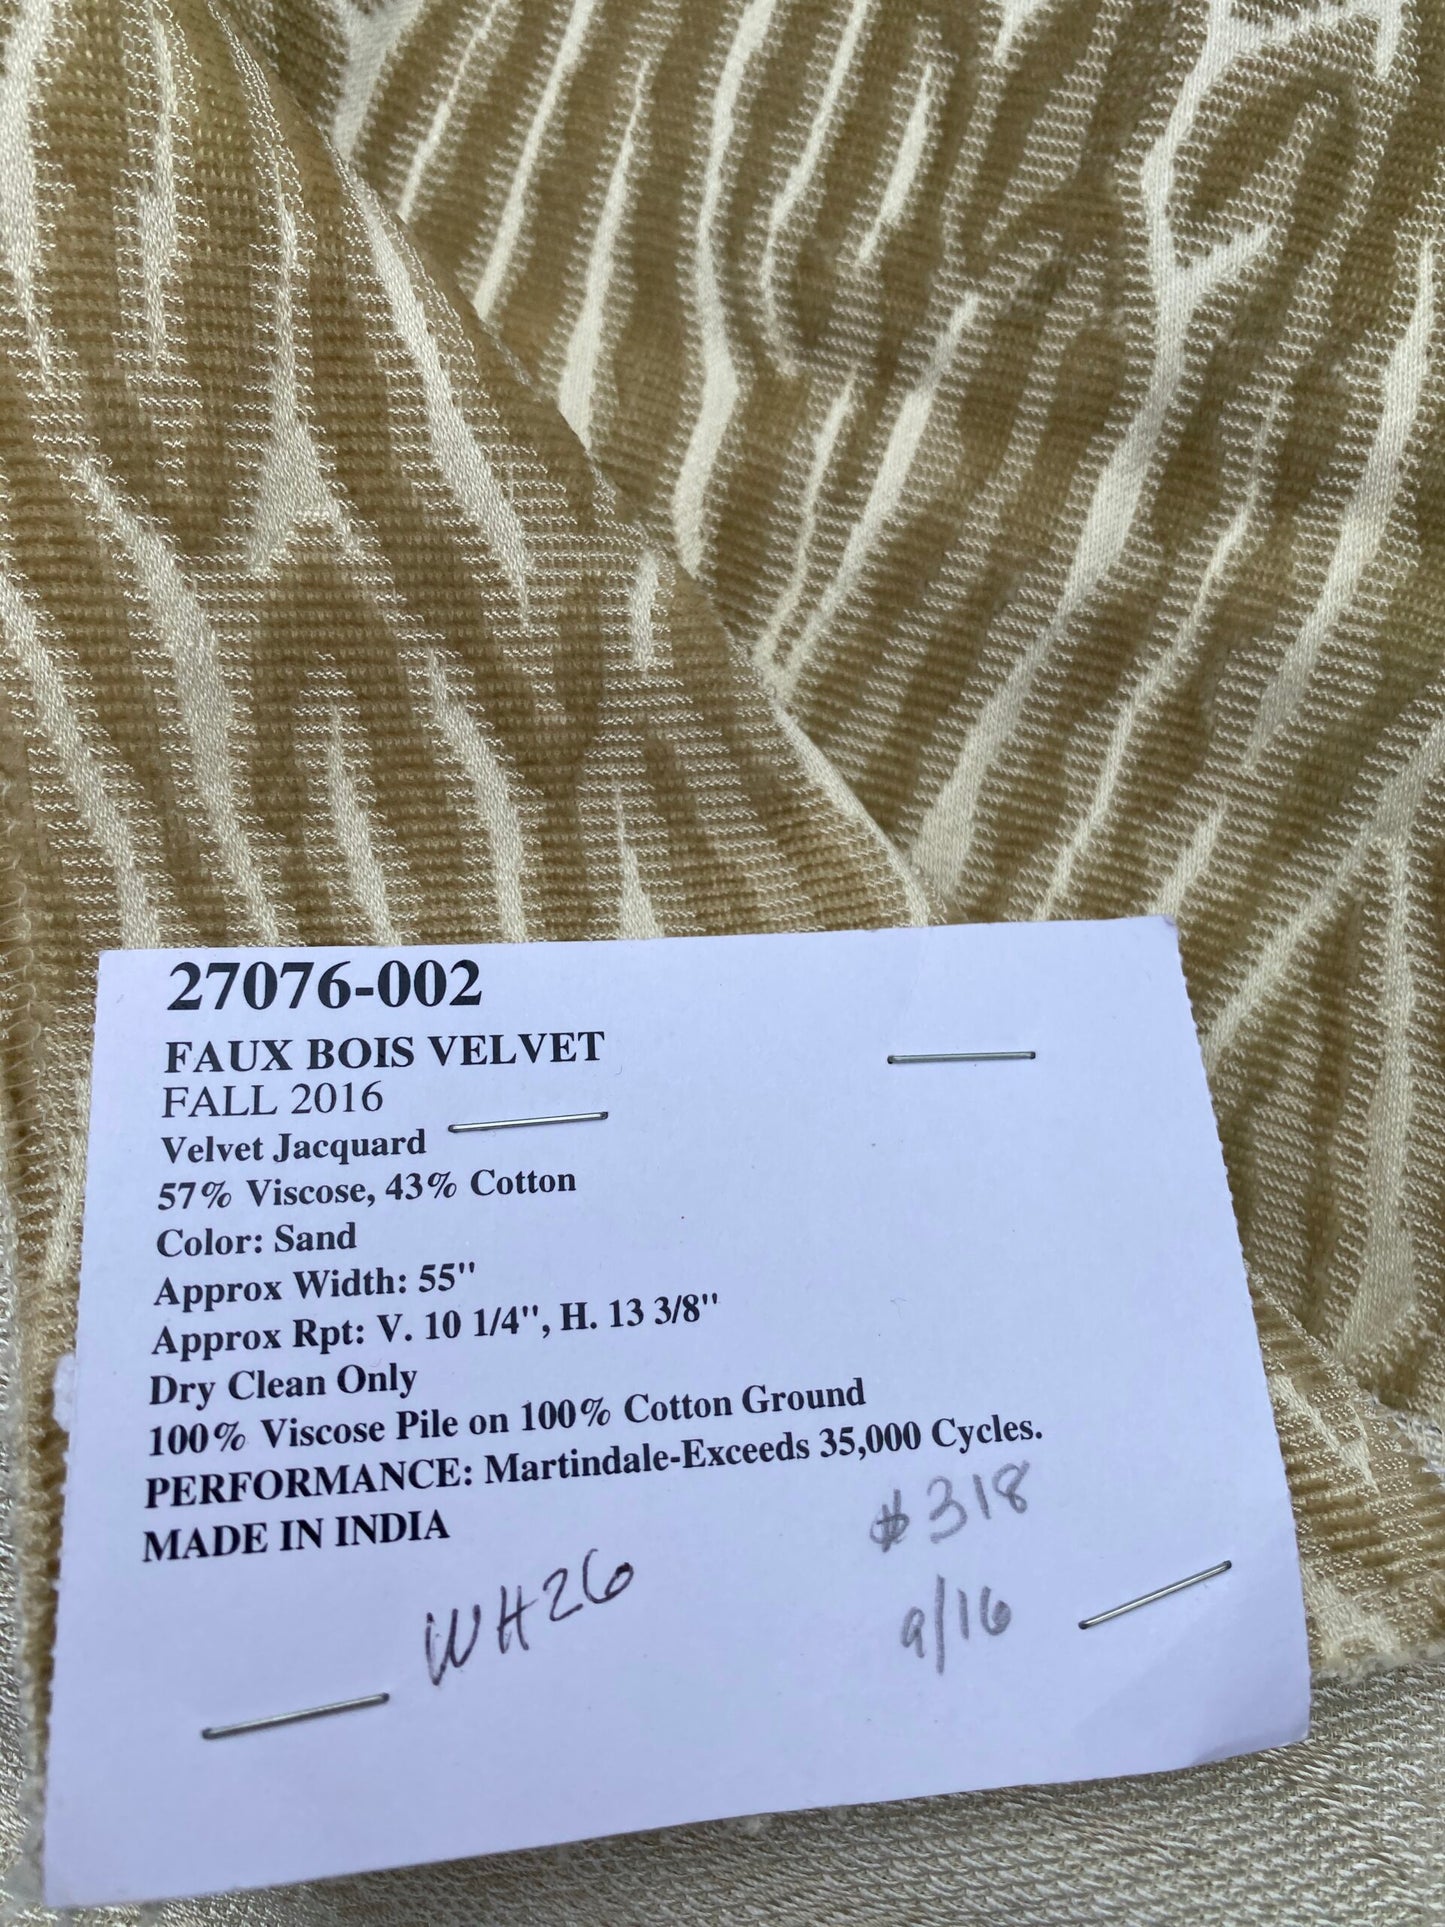 27076-002
FAUX BOIS VELVET
FALL 2016
Velvet Jacquard
57% Viscose, 43% Cotton
Color: Sand
Approx Width: 55"
Approx Rpt: V. 10 1/4", H. 13 3/8"
Dry Clean Only
100% Viscose Pile on 100% Cotton Ground
PERFORMANCE: Martindale-Exceeds 35,000 Cycles.
MADE IN INDIA
$318
WH26
9/16